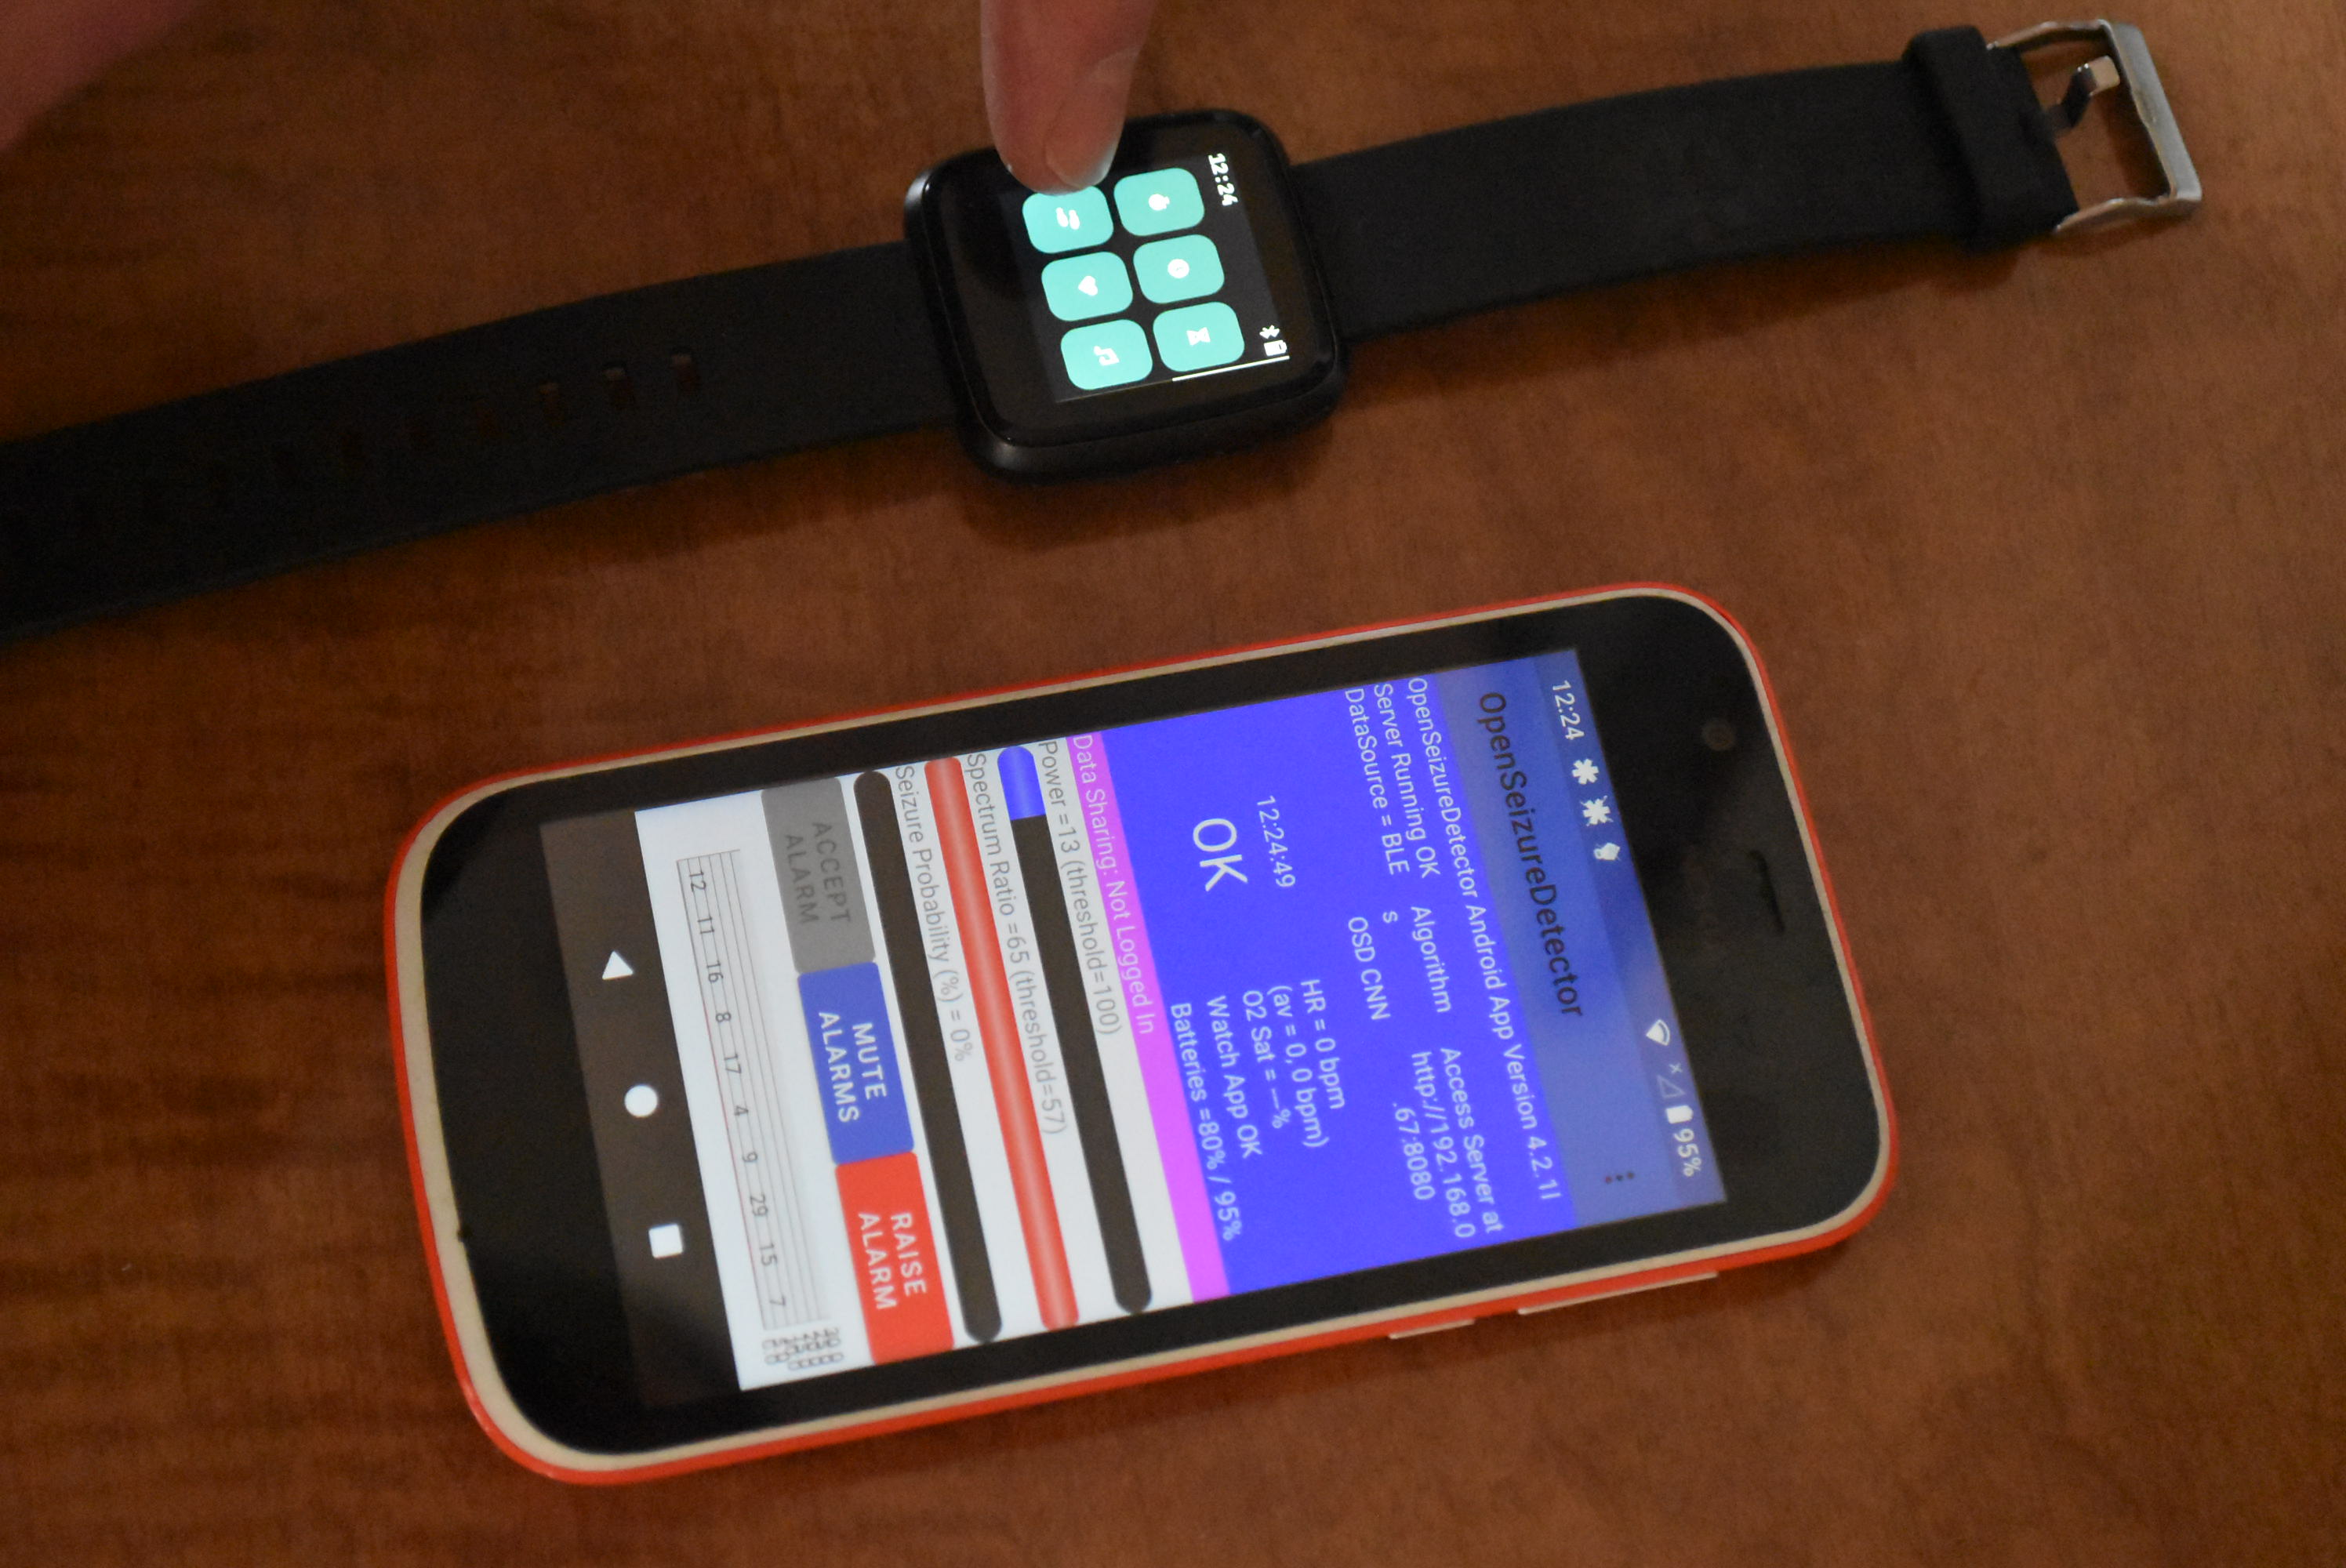 12:24
12:24
95%
OpenSeizureDetector
OpenSeizureDetector Android App Version 4.2.1l
Server Running OK
DataSource = BLE
Algorithm
s
OSD CNN
Access Server at
http://192.168.0
.67:8080
12:24:49
OK
HR = 0 bpm
(av = 0, 0 bpm)
O2 Sat = ---%
Watch App OK
Batteries =80% / 95%
Data Sharing: Not Logged In
Power =13 (threshold=100)
Spectrum Ratio =65 (threshold=57)
Seizure Probability (%) = 0%
ACCEPT
ALARM
MUTE
ALARMS
RAISE
ALARM
12 11 16 8 17 4 9 29 15 7